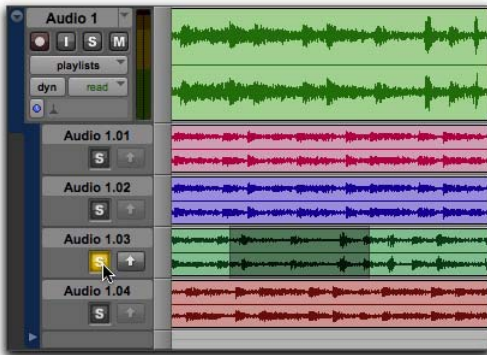 Audio 1
I S M
playlists
dyn read
Audio 1.01
S
Audio 1.02
S
Audio 1.03
S
Audio 1.04
S